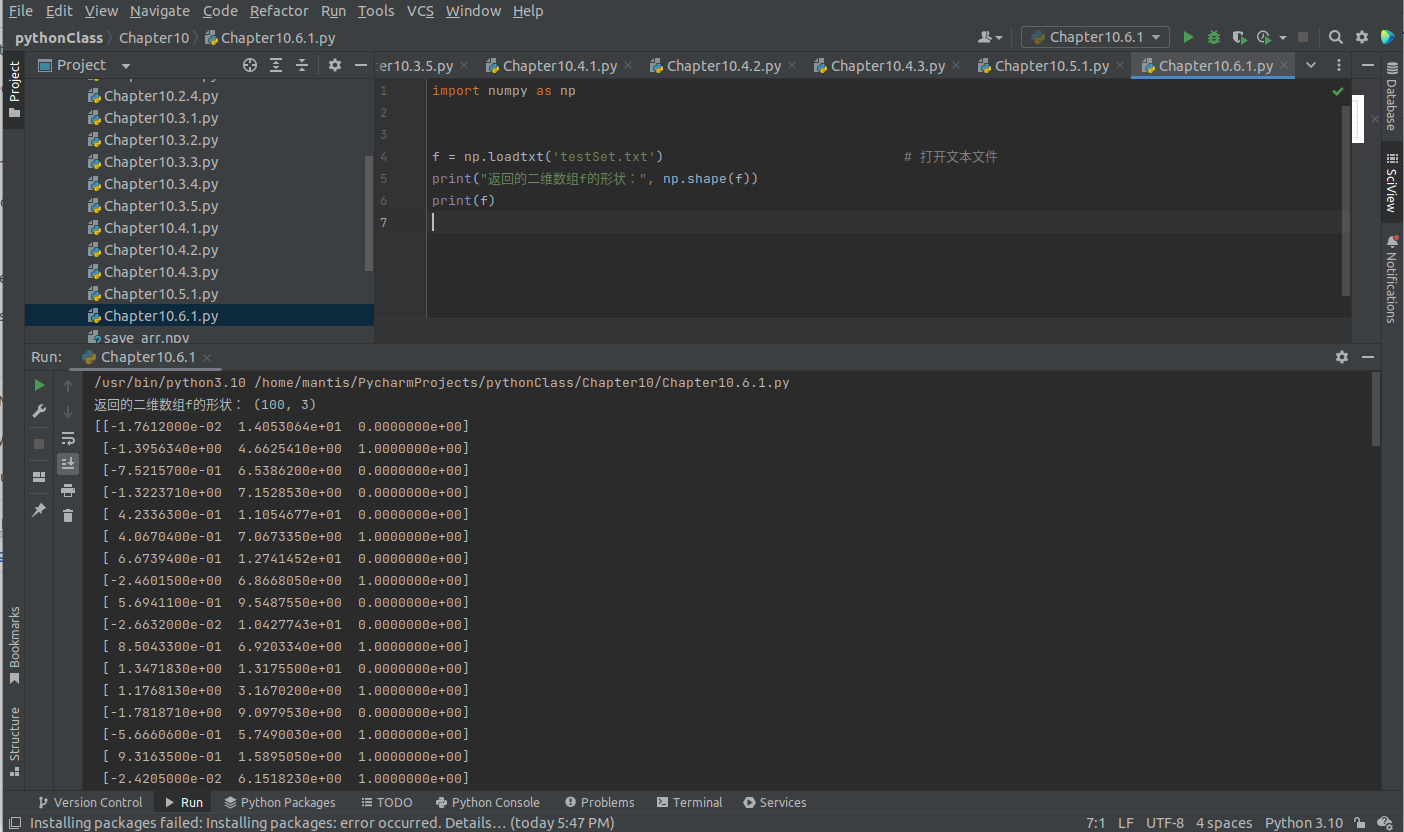 File Edit View Navigate Code Refactor Run Tools VCS Window Help
pythonClass Chapter10 Chapter10.6.1.py
Chapter10.6.1
Project
Project
er10.3.5.py
Chapter10.4.1.py
Chapter10.4.2.py
Chapter10.4.3.py
Chapter10.5.1.py
Chapter10.6.1.py
Chapter10.2.4.py
Chapter10.3.1.py
Chapter10.3.2.py
Chapter10.3.3.py
Chapter10.3.4.py
Chapter10.3.5.py
Chapter10.4.1.py
Chapter10.4.2.py
Chapter10.4.3.py
Chapter10.5.1.py
Chapter10.6.1.py
save_arr.npy
1 import numpy as np
2
3
4 f = np.loadtxt('testSet.txt') # 打开文本文件
5 print("返回的二维数组f的形状：", np.shape(f))
6 print(f)
7
Database
SciView
Notifications
Run: Chapter10.6.1
/usr/bin/python3.10 /home/mantis/PycharmProjects/pythonClass/Chapter10/Chapter10.6.1.py
返回的二维数组f的形状： (100, 3)
[[-1.7612000e-02 1.4053064e+01 0.0000000e+00]
[-1.3956340e+00 4.6625410e+00 1.0000000e+00]
[-7.5215700e-01 6.5386200e+00 0.0000000e+00]
[-1.3223710e+00 7.1528530e+00 0.0000000e+00]
[ 4.2336300e-01 1.1054677e+01 0.0000000e+00]
[ 4.0670400e-01 7.0673350e+00 1.0000000e+00]
[ 6.6739400e-01 1.2741452e+01 0.0000000e+00]
[-2.4601500e+00 6.8668050e+00 1.0000000e+00]
[ 5.6941100e-01 9.5487550e+00 0.0000000e+00]
[-2.6632000e-02 1.0427743e+01 0.0000000e+00]
[ 8.5043300e-01 6.9203340e+00 1.0000000e+00]
[ 1.3471830e+00 1.3175500e+01 0.0000000e+00]
[ 1.1768130e+00 3.1670200e+00 1.0000000e+00]
[-1.7818710e+00 9.0979530e+00 0.0000000e+00]
[-5.6660600e-01 5.7490030e+00 1.0000000e+00]
[ 9.3163500e-01 1.5895050e+00 1.0000000e+00]
[-2.4205000e-02 6.1518230e+00 1.0000000e+00]
Bookmarks
Structure
Version Control Run Python Packages TODO Python Console Problems Terminal Services
Installing packages failed: Installing packages: error occurred. Details... (today 5:47 PM) 7:1 LF UTF-8 4 spaces Python 3.10